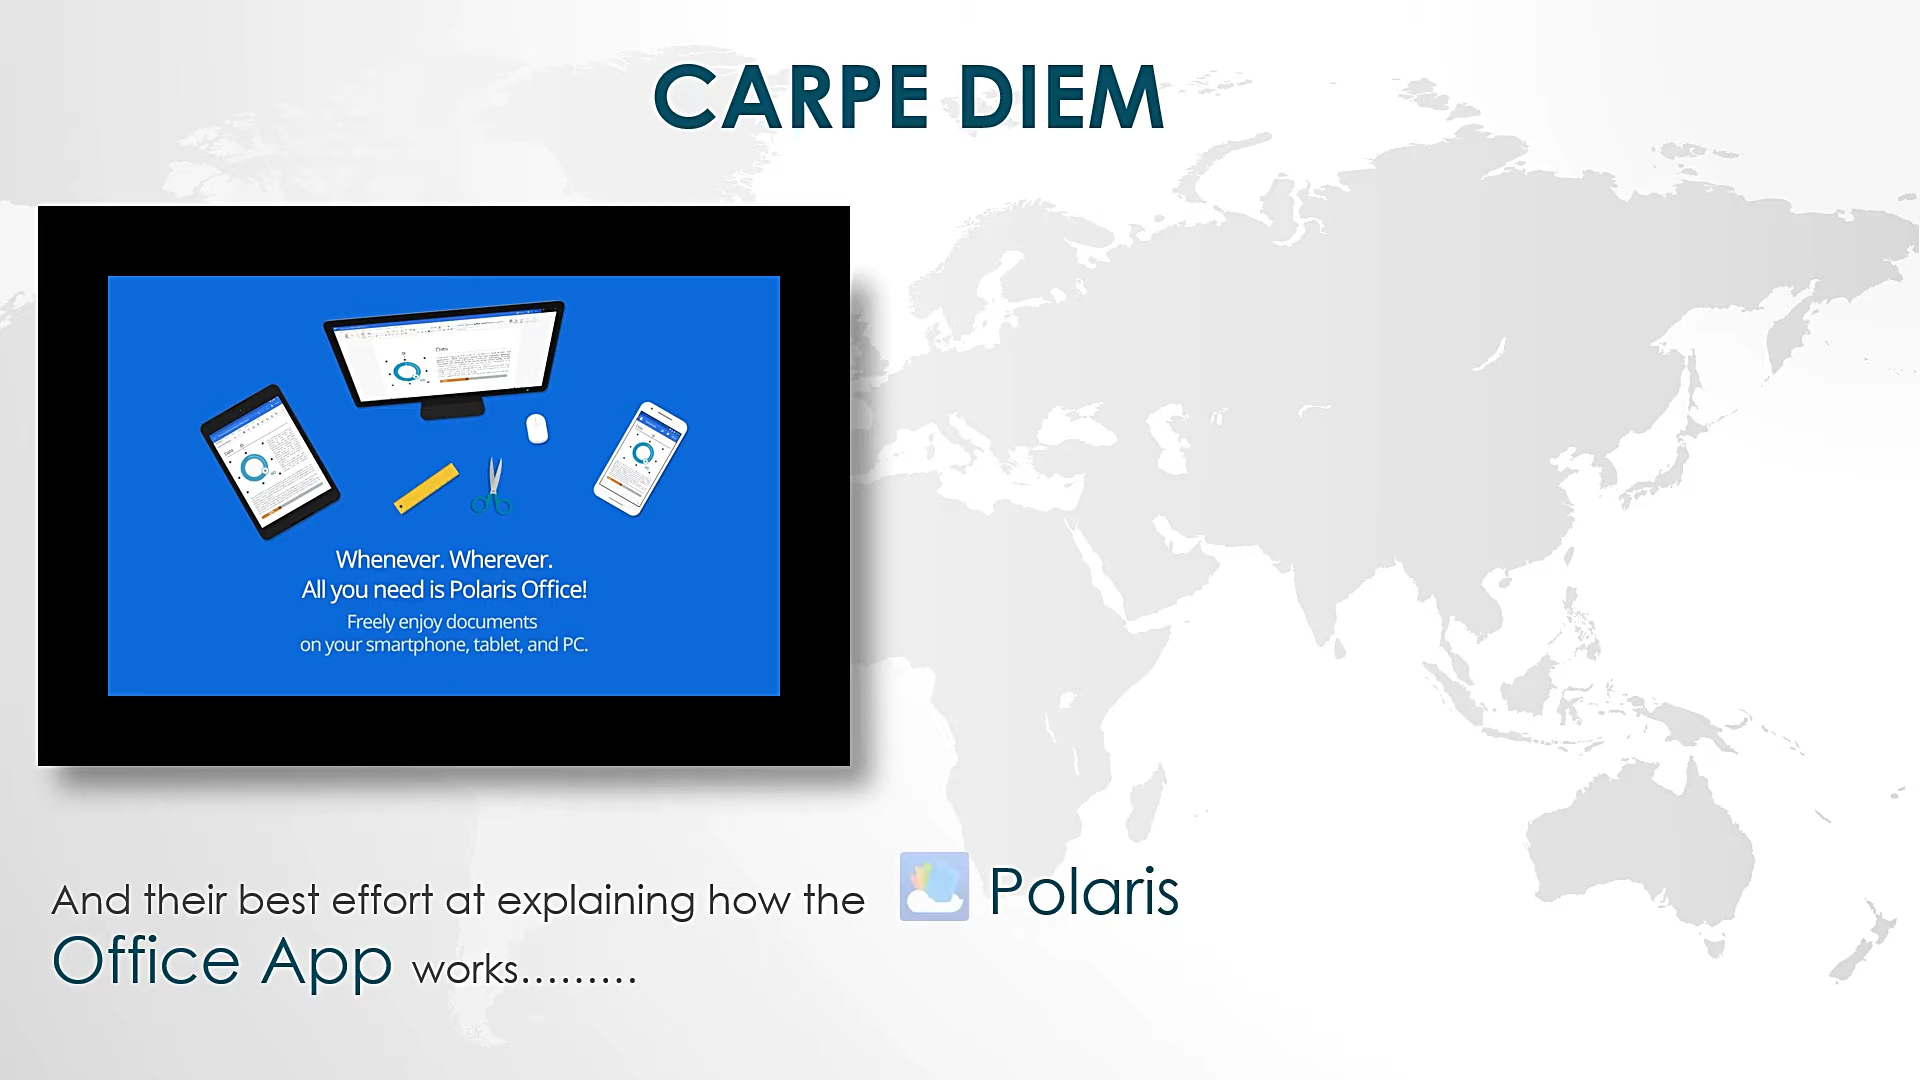 CARPE DIEM
Whenever. Wherever.
All you need is Polaris Office!
Freely enjoy documents
on your smartphone, tablet, and PC.
And their best effort at explaining how the Polaris
Office App works.........